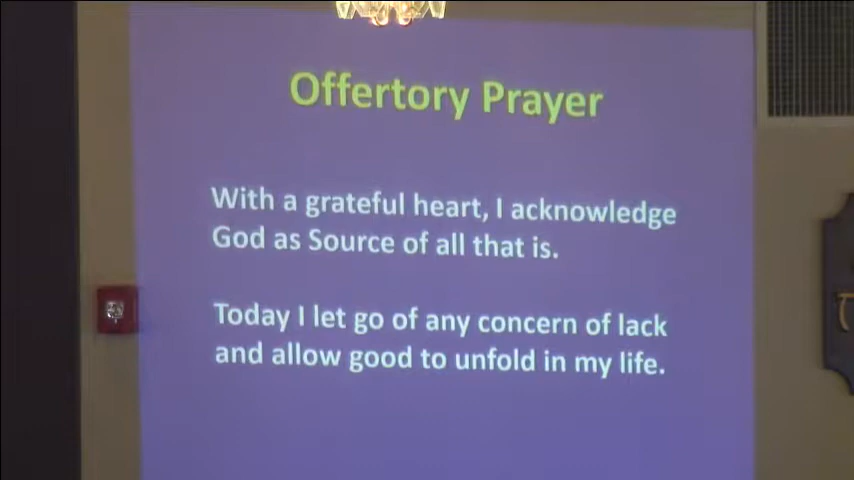 Offertory Prayer
With a grateful heart, I acknowledge
God as Source of all that is.
Today I let go of any concern of lack
and allow good to unfold in my life.